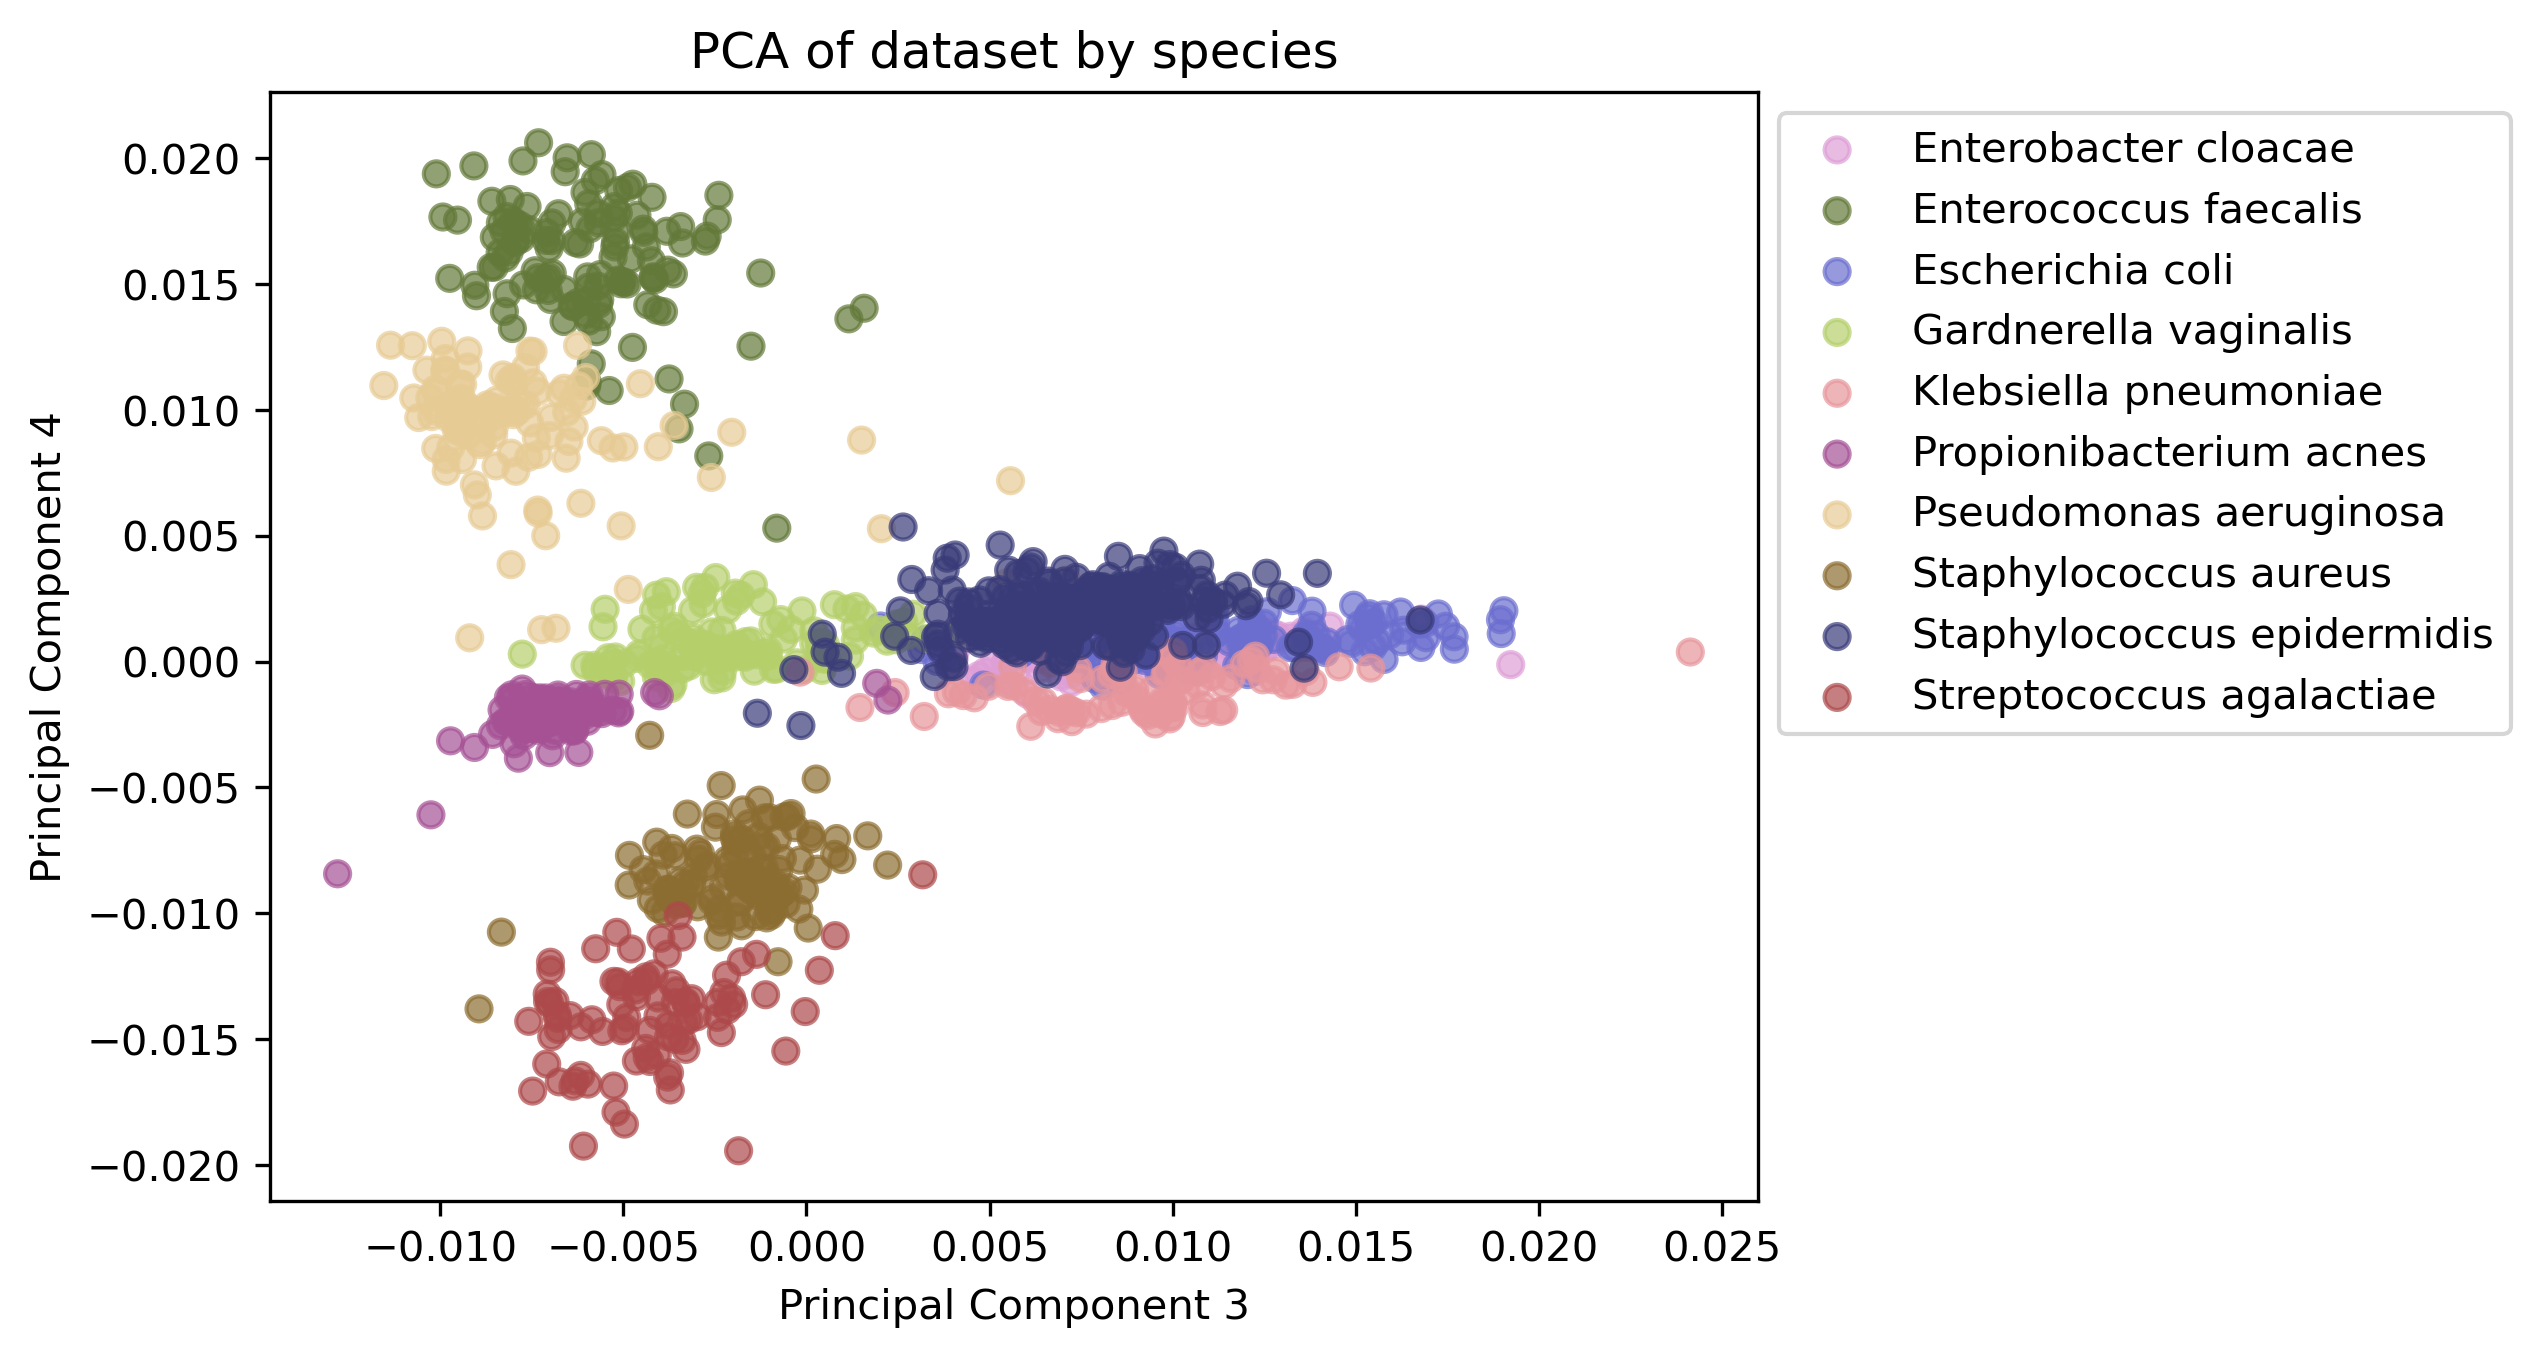 PCA of dataset by species
Principal Component 4
0.020
0.015
0.010
0.005
0.000
−0.005
−0.010
−0.015
−0.020
−0.010 −0.005 0.000 0.005 0.010 0.015 0.020 0.025
Principal Component 3
Enterobacter cloacae
Enterococcus faecalis
Escherichia coli
Gardnerella vaginalis
Klebsiella pneumoniae
Propionibacterium acnes
Pseudomonas aeruginosa
Staphylococcus aureus
Staphylococcus epidermidis
Streptococcus agalactiae